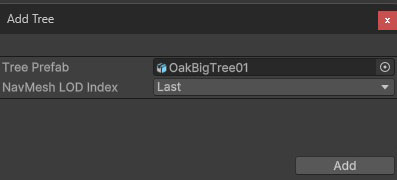 Add Tree
x
Tree Prefab OakBigTree01
NavMesh LOD Index Last
Add